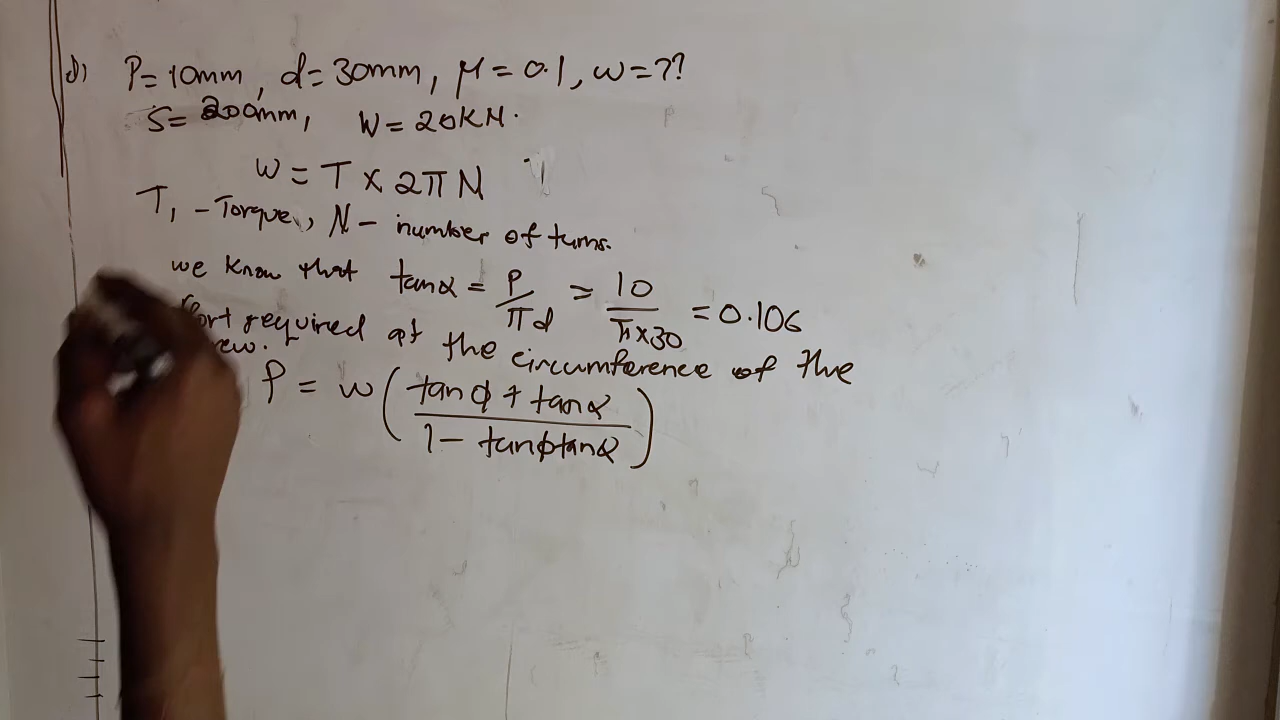 d) P=10mm, d=30mm, μ=0.1, w=??
S=200mm, W=20KN.
w = T × 2πN
T, - Torque, N - number of turns.
we know that tanα = P/πd = 10/π×30 = 0.106
required at the circumference of the
P = w(tanϕ + tanα / 1 - tanϕtanα)